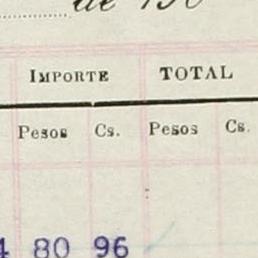 de 190
IMPORTE TOTAL
Pesos Cs. Pesos Cs.
4 80 96